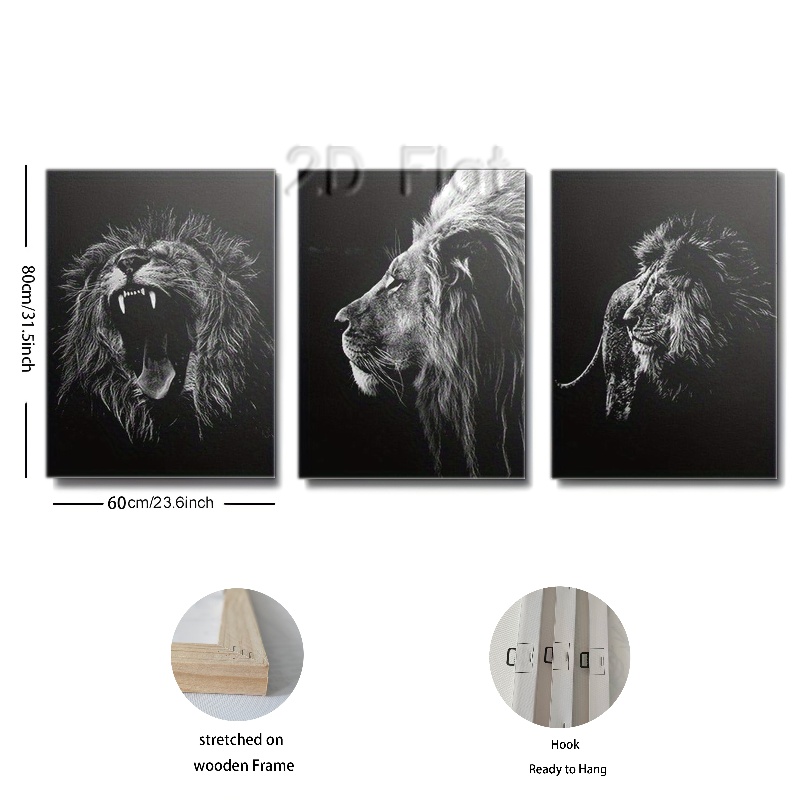 2D Flat
80cm/31.5inch
60cm/23.6inch
stretched on
wooden Frame
Hook
Ready to Hang